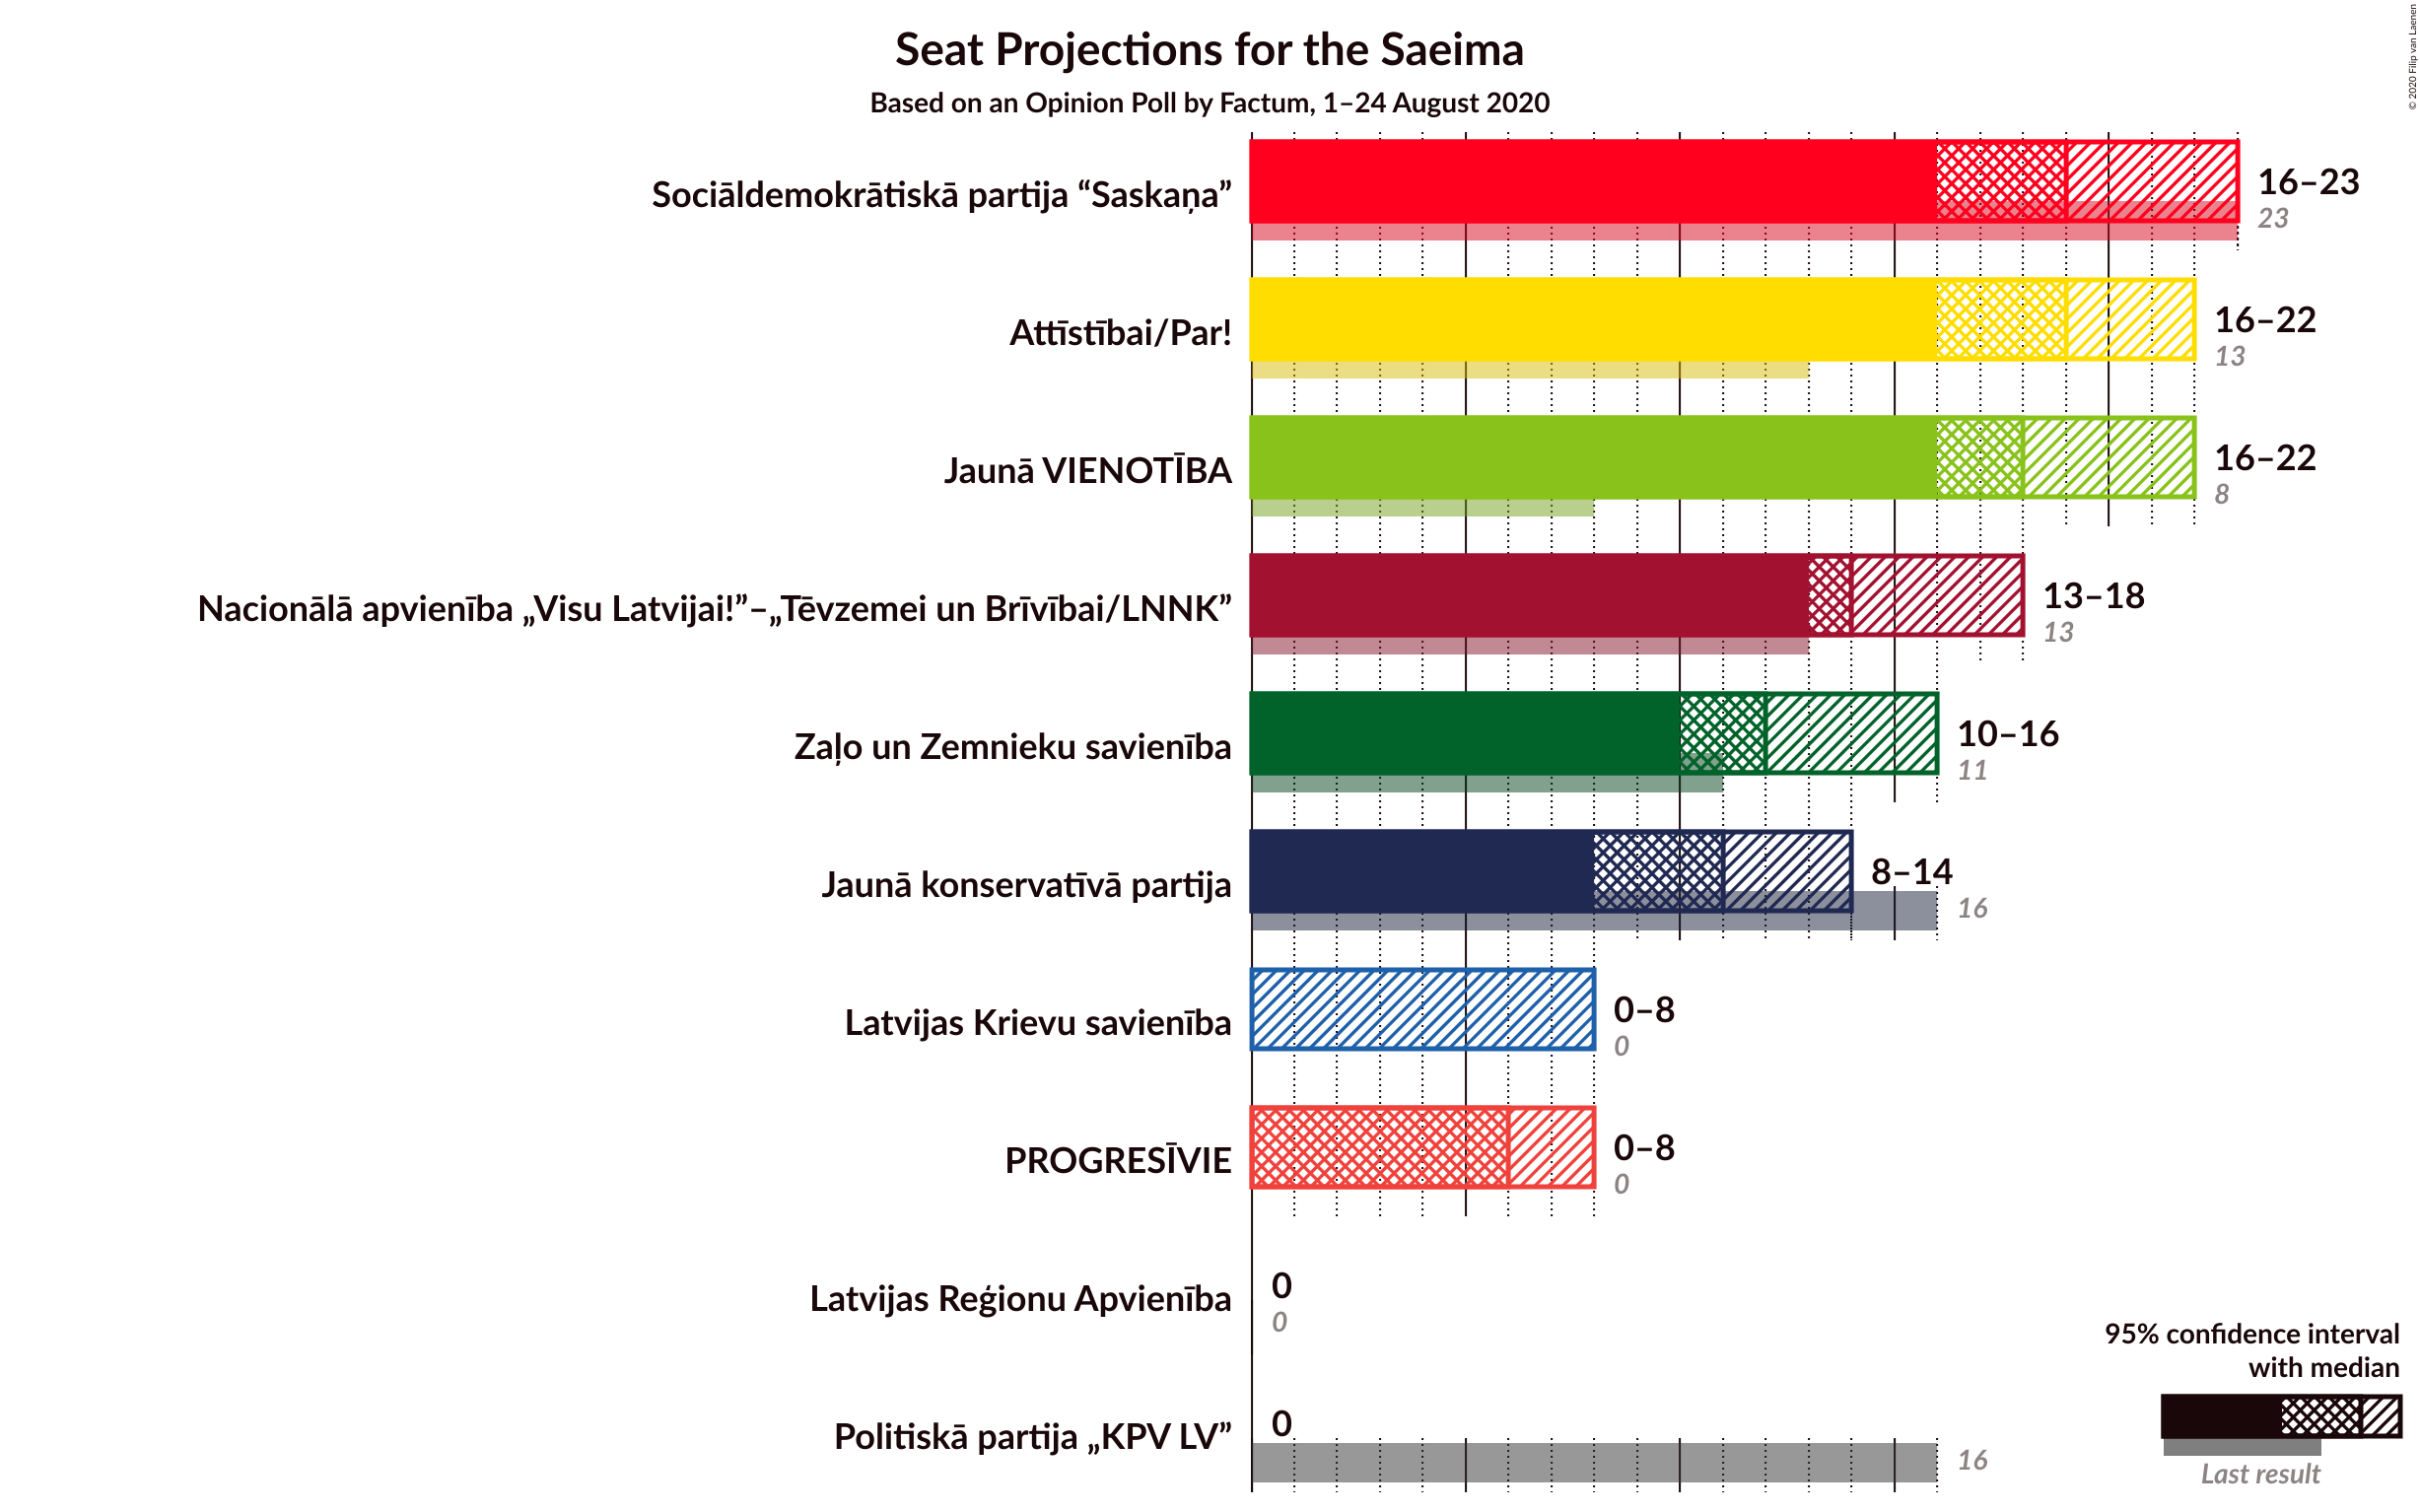 © 2020 Filip van Laenen
Seat Projections for the Saeima
Based on an Opinion Poll by Factum, 1–24 August 2020
Sociāldemokrātiskā partija “Saskaņa”
16–23
23
Attīstībai/Par!
16–22
13
Jaunā VIENOTĪBA
16–22
8
Nacionālā apvienība „Visu Latvijai!”–„Tēvzemei un Brīvībai/LNNK”
13–18
13
Zaļo un Zemnieku savienība
10–16
11
Jaunā konservatīvā partija
8–14
16
Latvijas Krievu savienība
0–8
0
PROGRESĪVIE
0–8
0
Latvijas Reģionu Apvienība
0
0
Politiskā partija „KPV LV”
0
16
95% confidence interval
with median
Last result